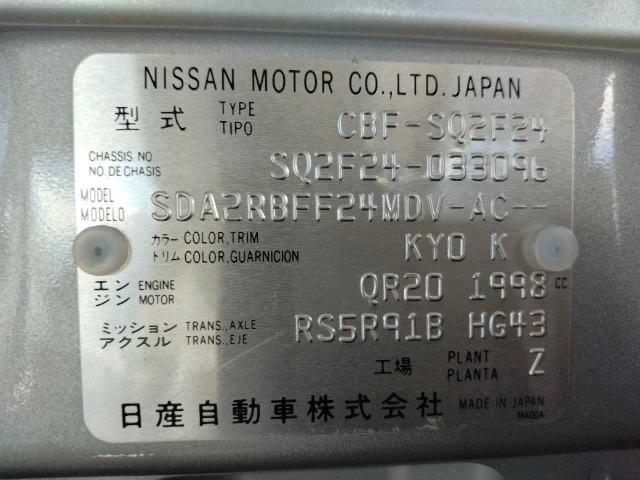 NISSAN MOTOR CO.,LTD. JAPAN
型式 TYPE TIPO CBF-SQ2F24
CHASSIS NO NO.DE CHASIS SQ2F24-033096
MODEL MODELO SDA2RBFF24MDV-AC--
カラー COLOR,TRIM
トリム COLOR,GUARNICION KY0 K
エンジン ENGINE MOTOR QR20 1998 CC
ミッション TRANS.,AXLE
アクスル TRANS.,EJE RS5R91B HG43
工場 PLANT PLANTA Z
日産自動車株式会社 MADE IN JAPAN
MA00A